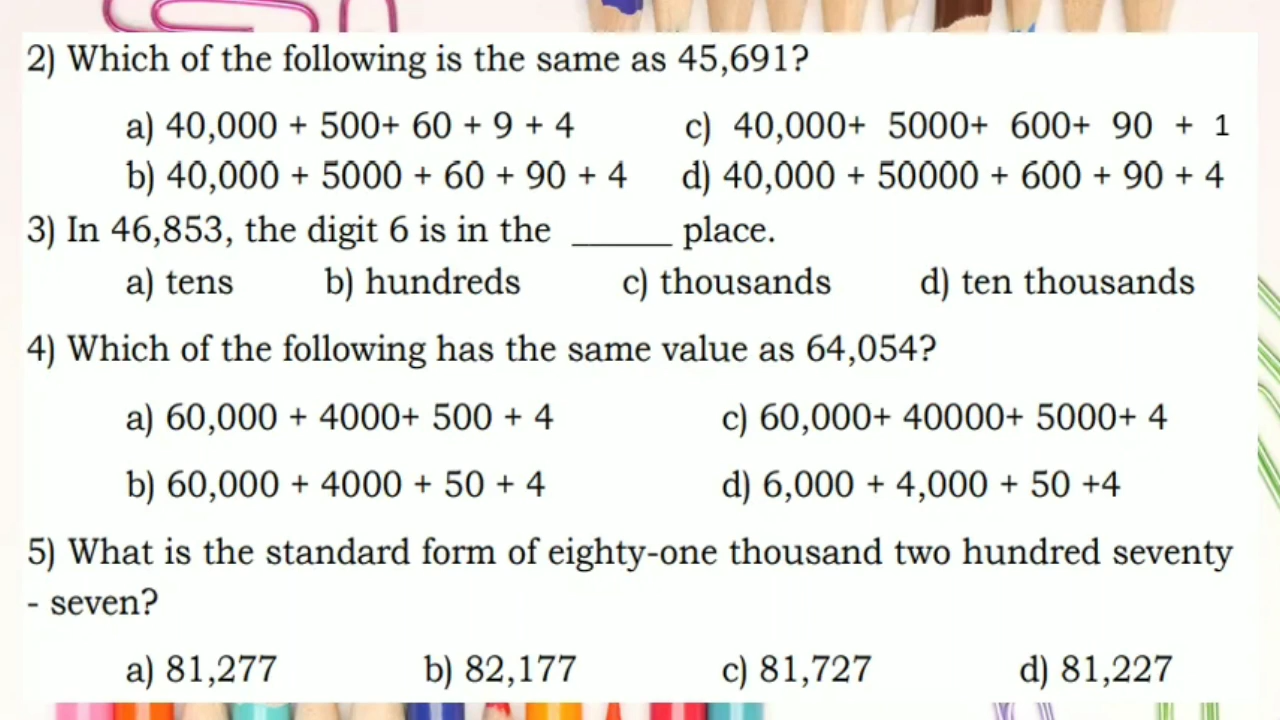 2) Which of the following is the same as 45,691?
a) 40,000 + 500+ 60 + 9 + 4 c) 40,000+ 5000+ 600+ 90 + 1
b) 40,000 + 5000 + 60 + 90 + 4 d) 40,000 + 50000 + 600 + 90 + 4
3) In 46,853, the digit 6 is in the ______ place.
a) tens b) hundreds c) thousands d) ten thousands
4) Which of the following has the same value as 64,054?
a) 60,000 + 4000+ 500 + 4 c) 60,000+ 40000+ 5000+ 4
b) 60,000 + 4000 + 50 + 4 d) 6,000 + 4,000 + 50 +4
5) What is the standard form of eighty-one thousand two hundred seventy
- seven?
a) 81,277 b) 82,177 c) 81,727 d) 81,227